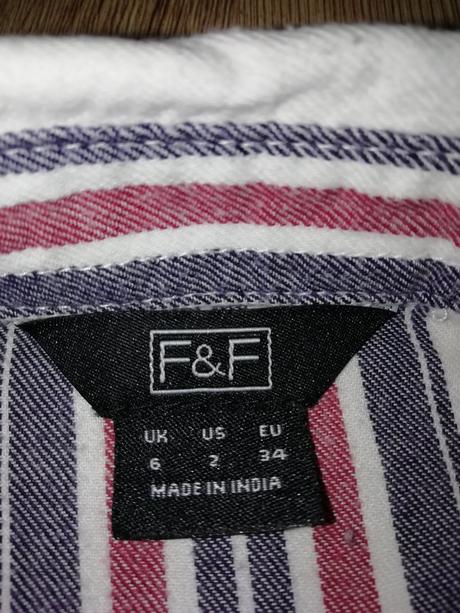 F&F
UK US EU
6 2 34
MADE IN INDIA